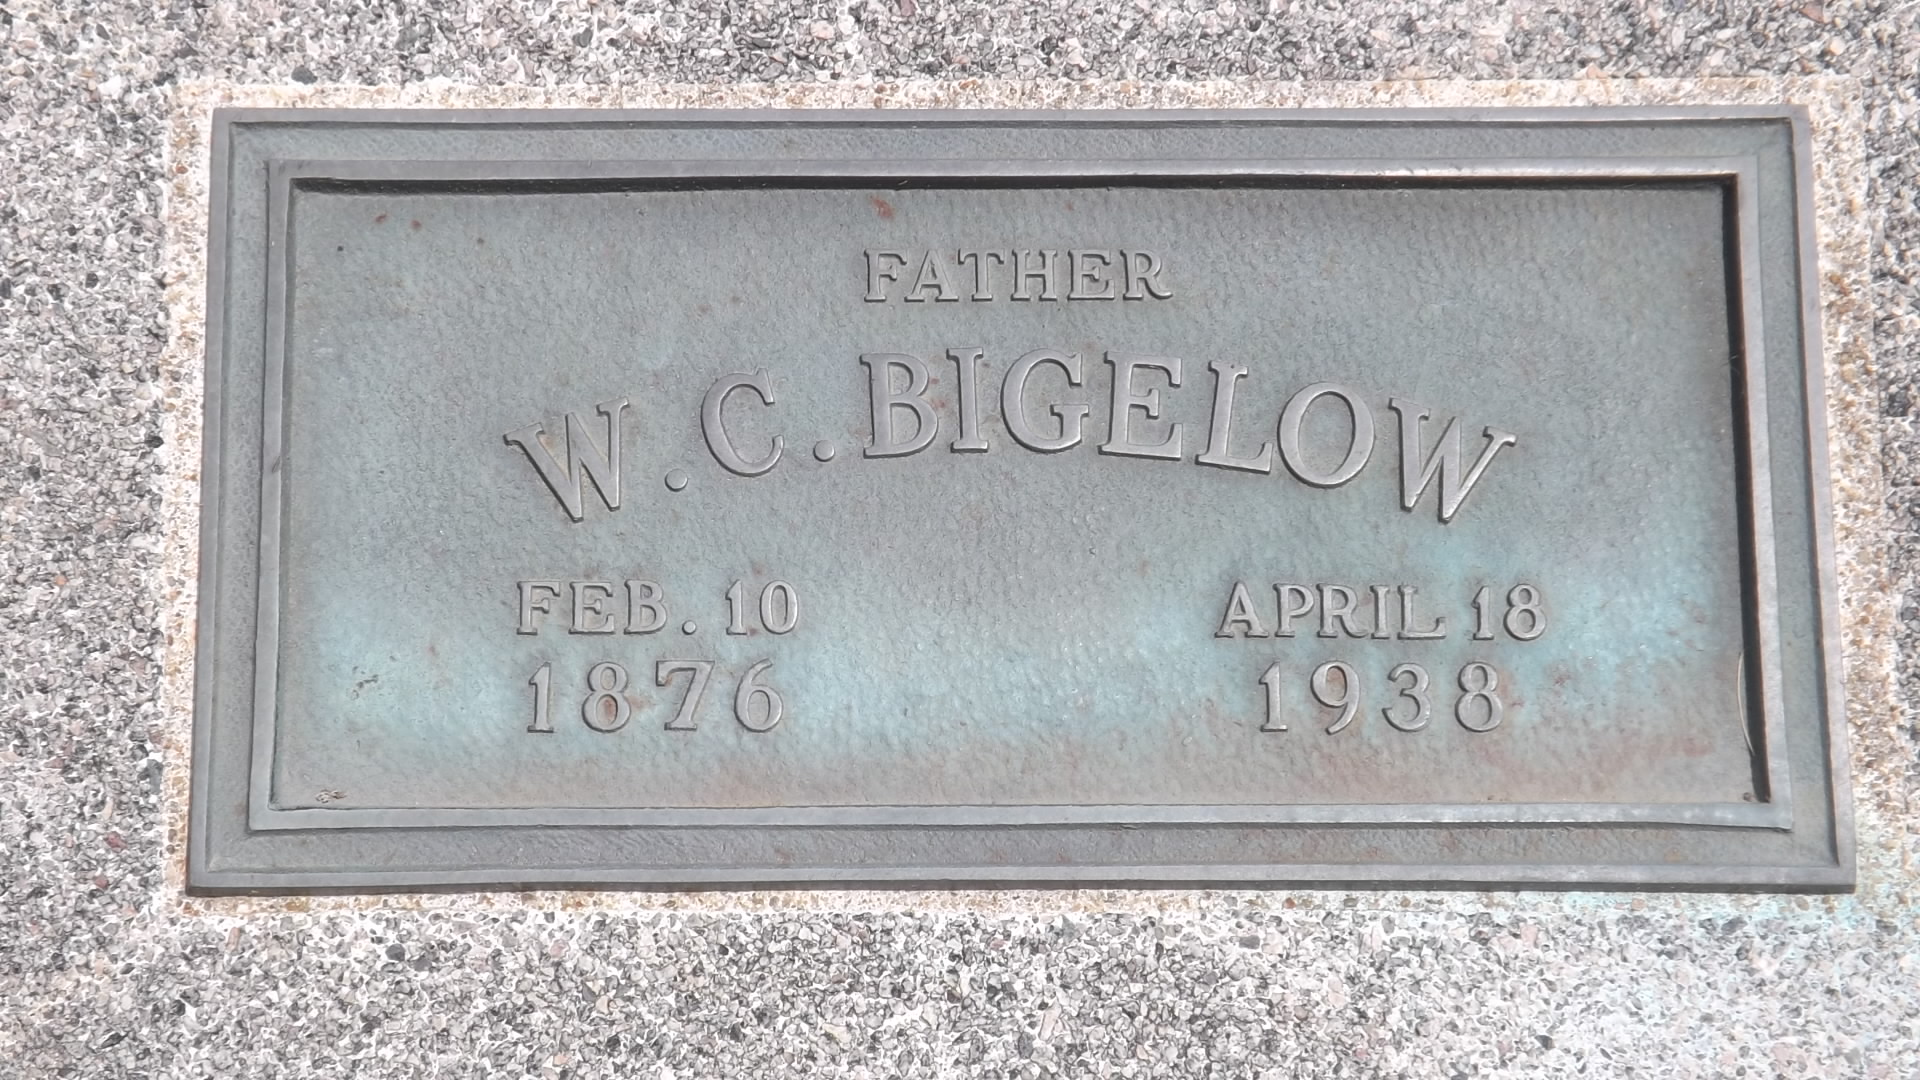 FATHER
W. C. BIGELOW
FEB. 10 APRIL 18
1876 1938